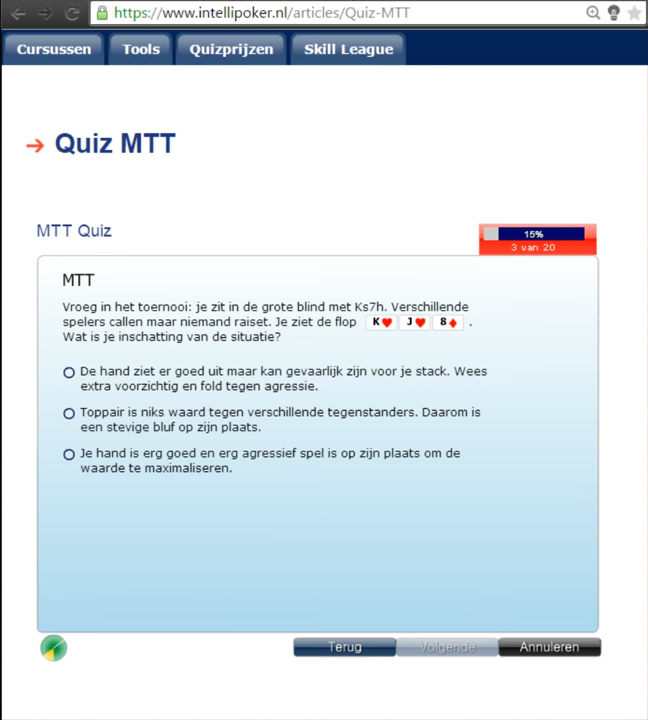 https://www.intellipoker.nl/articles/Quiz-MTT
Cursussen Tools Quizprijzen Skill League
Quiz MTT
MTT Quiz
15%
3 van 20
MTT
Vroeg in het toernooi: je zit in de grote blind met Ks7h. Verschillende
spelers callen maar niemand raiset. Je ziet de flop K♥ J♥ 8♦ .
Wat is je inschatting van de situatie?
De hand ziet er goed uit maar kan gevaarlijk zijn voor je stack. Wees
extra voorzichtig en fold tegen agressie.
Toppair is niks waard tegen verschillende tegenstanders. Daarom is
een stevige bluf op zijn plaats.
Je hand is erg goed en erg agressief spel is op zijn plaats om de
waarde te maximaliseren.
Terug Volgende Annuleren